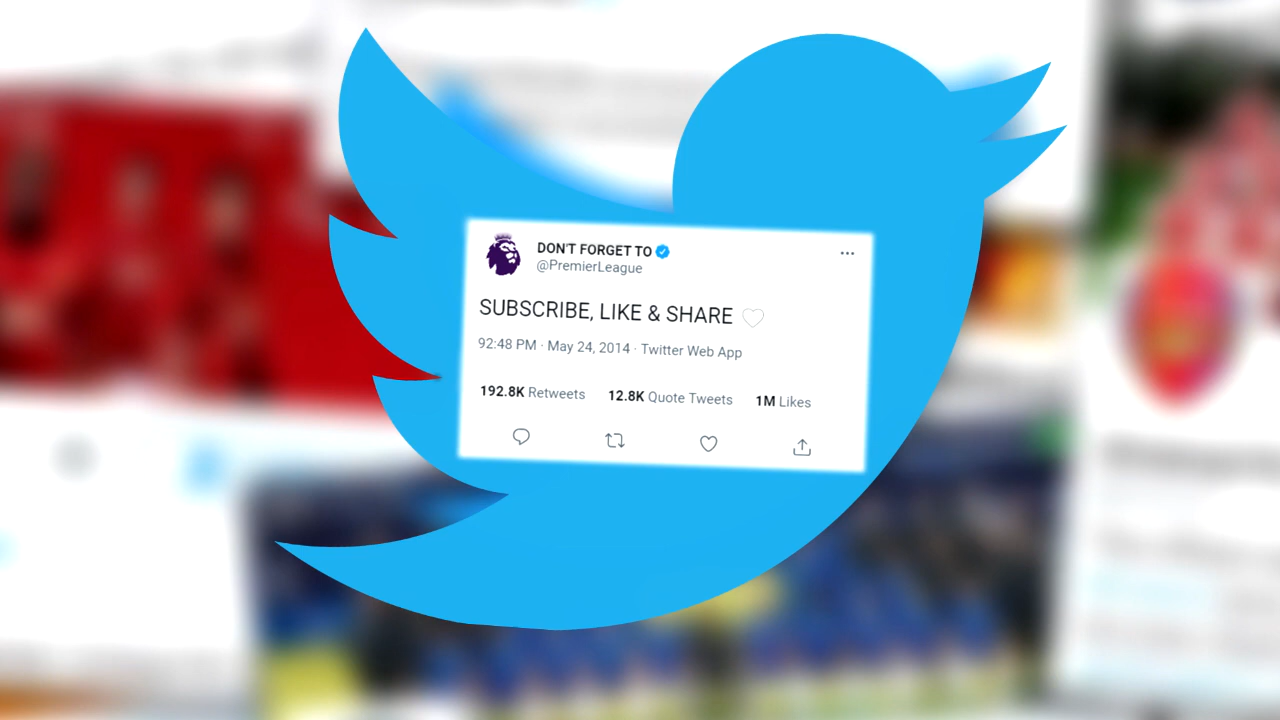 DON'T FORGET TO
@PremierLeague
SUBSCRIBE, LIKE & SHARE 🤍
92:48 PM · May 24, 2014 · Twitter Web App
192.8K Retweets 12.8K Quote Tweets 1M Likes